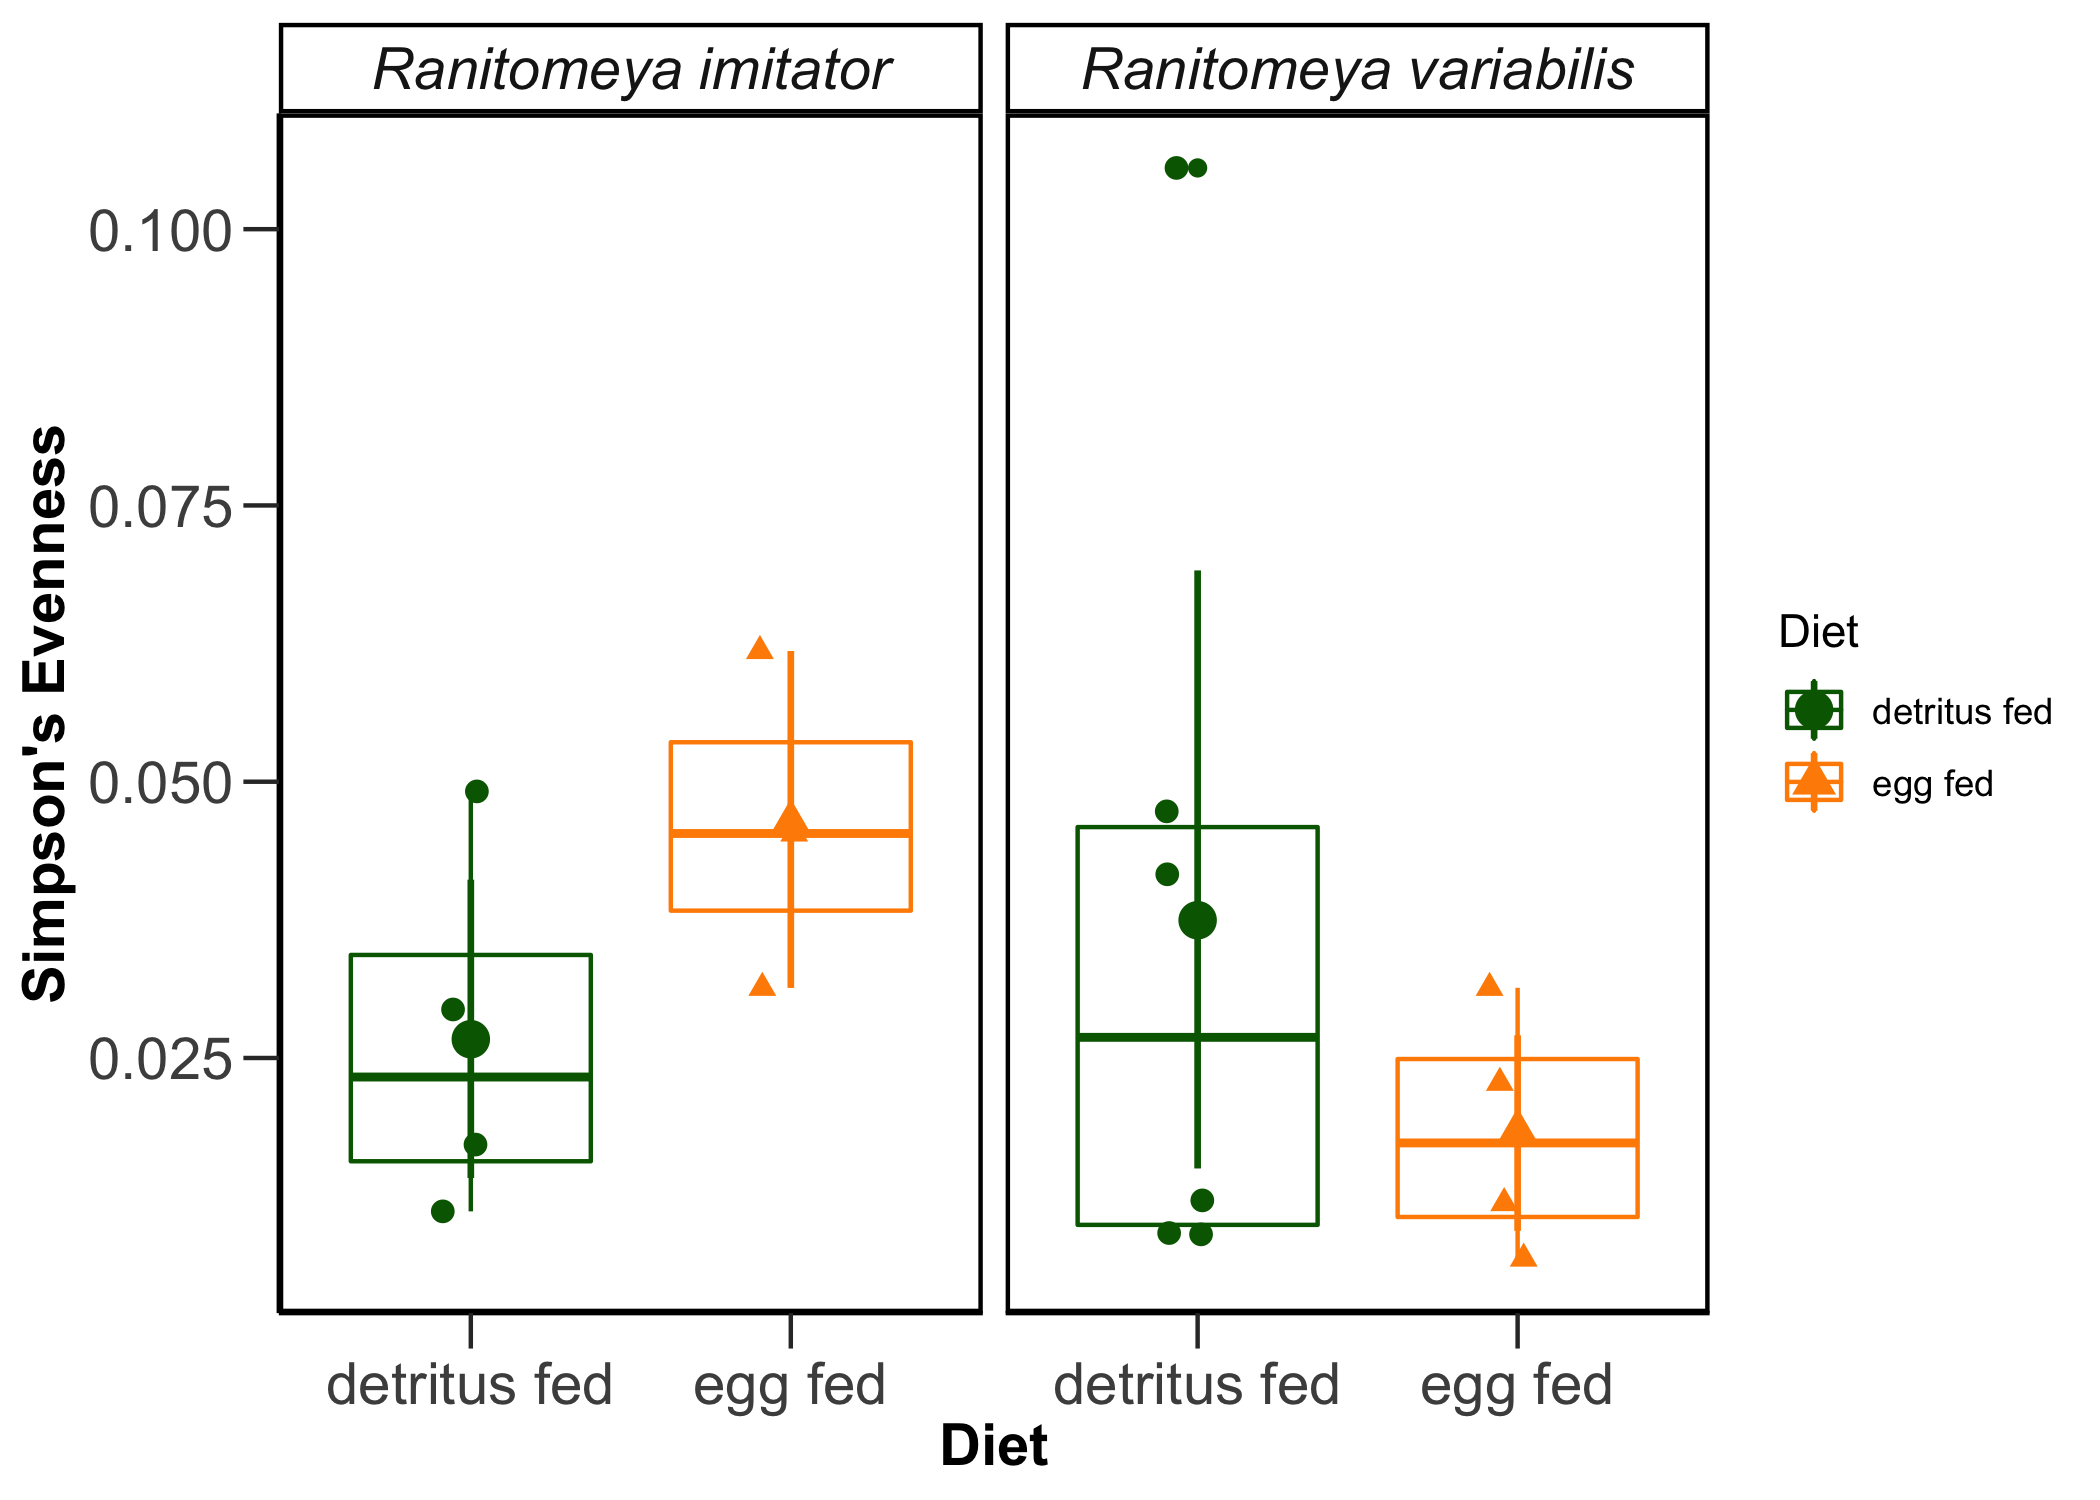 Ranitomeya imitator
Ranitomeya variabilis
0.100
0.075
0.050
0.025
Simpson's Evenness
detritus fed
egg fed
detritus fed
egg fed
Diet
Diet
detritus fed
egg fed